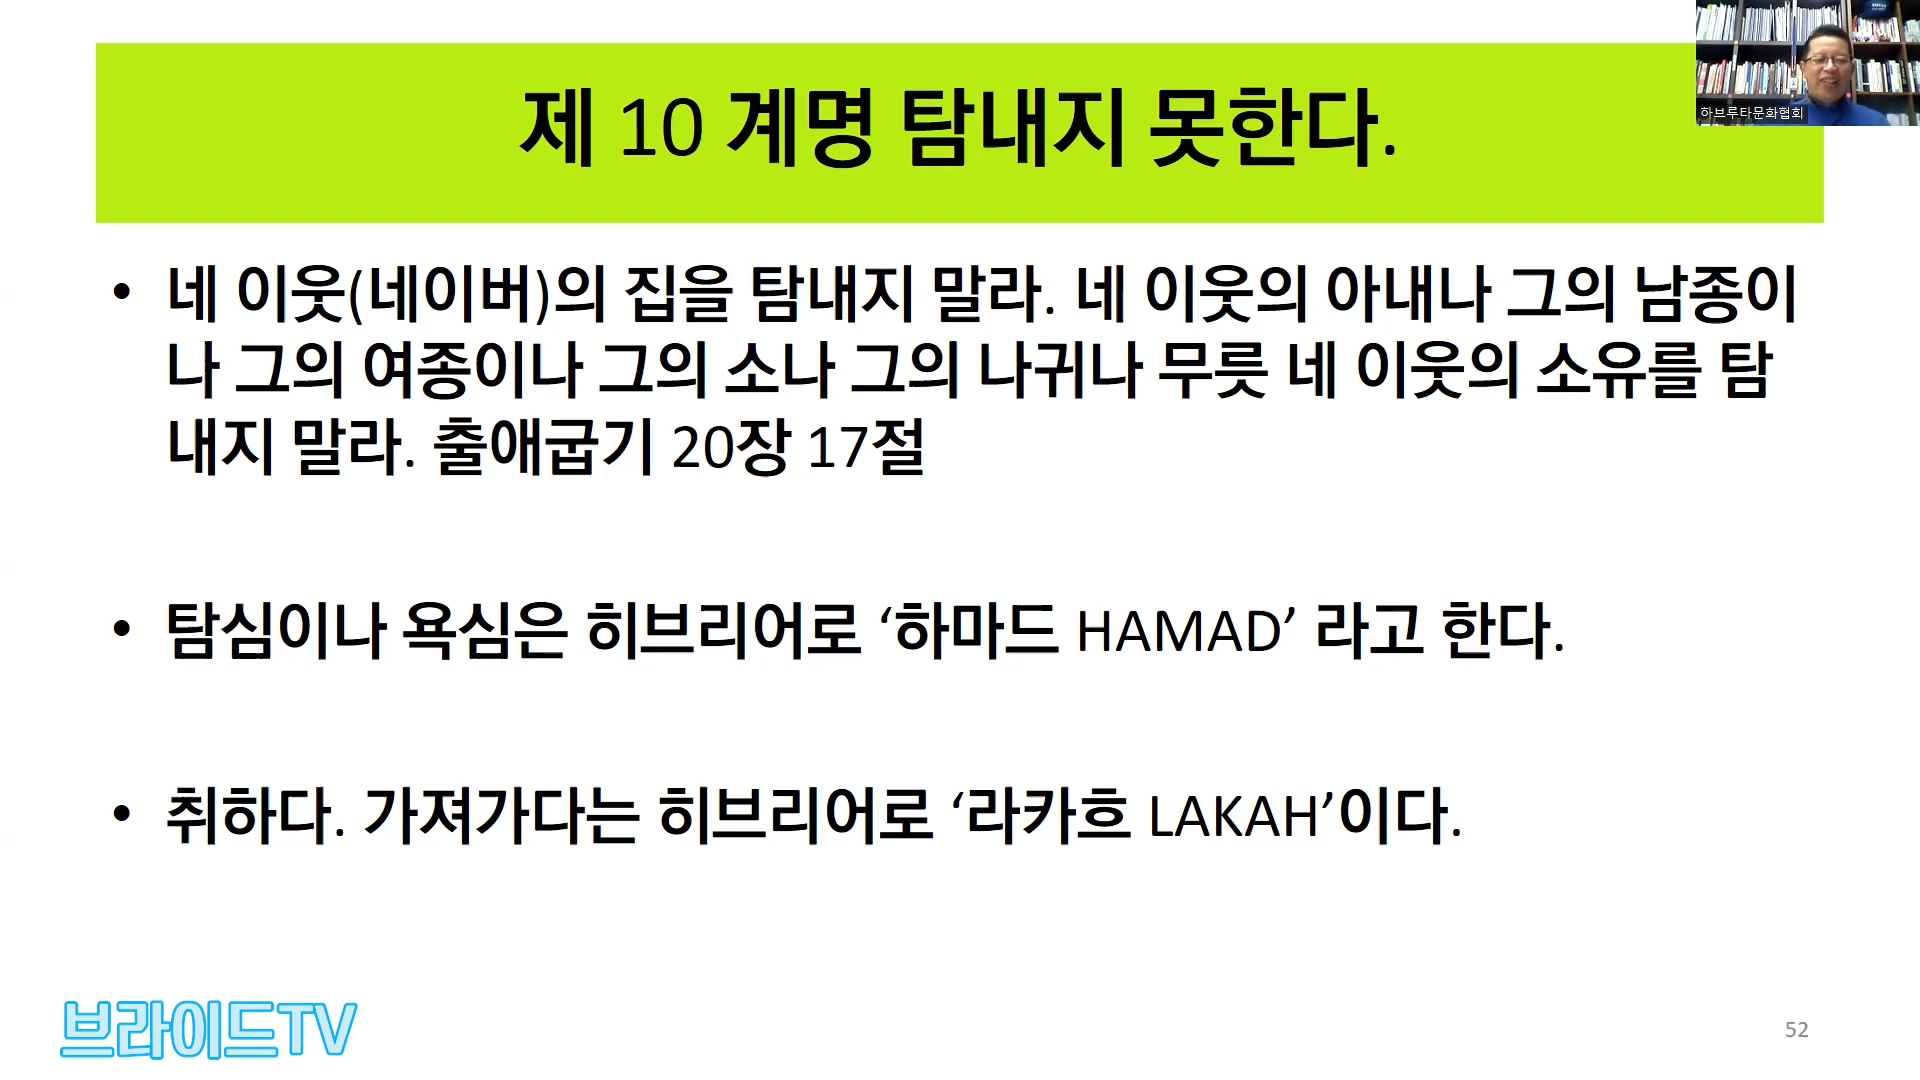 제 10 계명 탐내지 못한다.
하브루타문화협회
• 네 이웃(네이버)의 집을 탐내지 말라. 네 이웃의 아내나 그의 남종이
나 그의 여종이나 그의 소나 그의 나귀나 무릇 네 이웃의 소유를 탐
내지 말라. 출애굽기 20장 17절
• 탐심이나 욕심은 히브리어로 ‘하마드 HAMAD’ 라고 한다.
• 취하다. 가져가다는 히브리어로 ‘라카흐 LAKAH’이다.
브라이드TV
52